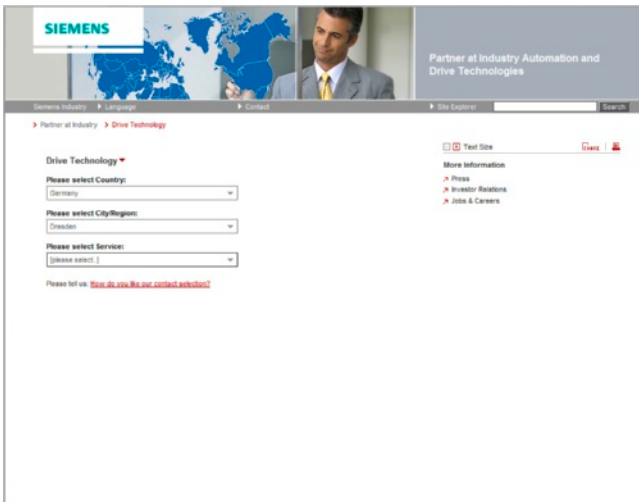 SIEMENS
Partner at Industry Automation and
Drive Technologies
Siemens Industry Language Contact Site Explorer Search
Partner at Industry Drive Technology
Text Size
Drive Technology
More Information
Please select Country:
Germany
Press
Investor Relations
Jobs & Careers
Please select City/Region:
Dresden
Please select Service:
[please select..]
Please tell us: How do you like our contact selection?